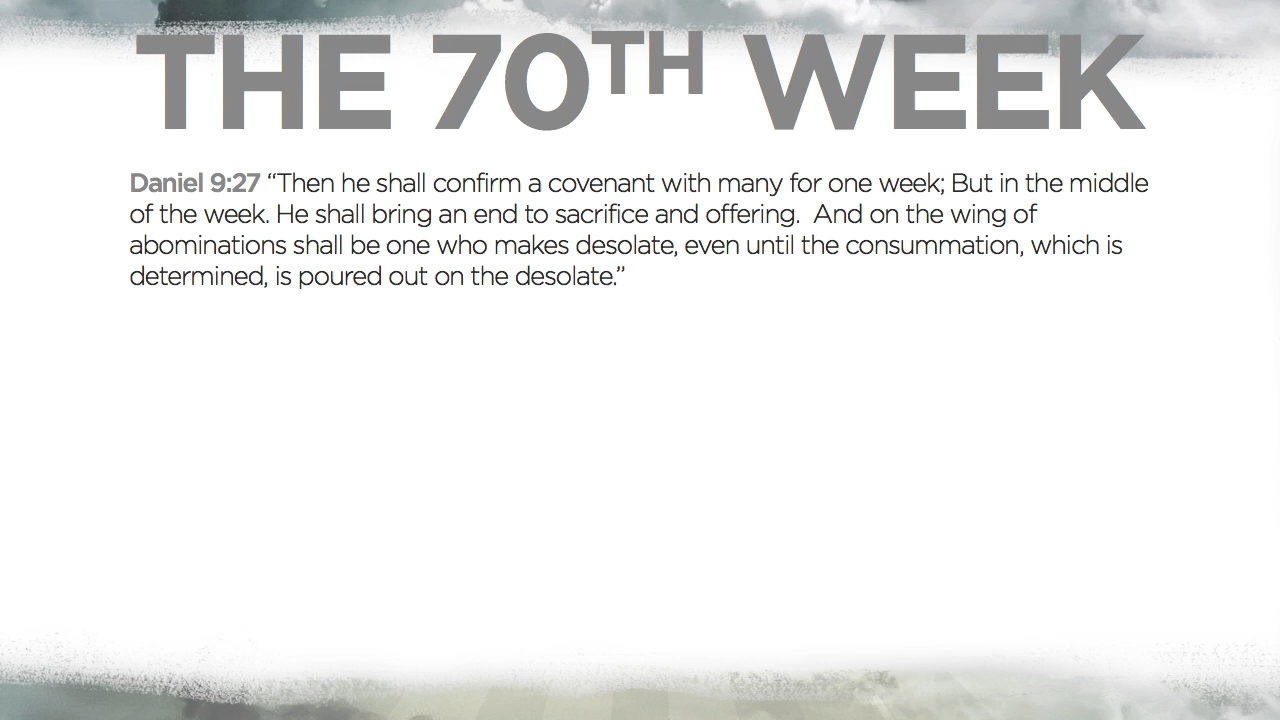 THE 70TH WEEK
Daniel 9:27 “Then he shall confirm a covenant with many for one week; But in the middle
of the week. He shall bring an end to sacrifice and offering.  And on the wing of
abominations shall be one who makes desolate, even until the consummation, which is
determined, is poured out on the desolate.”